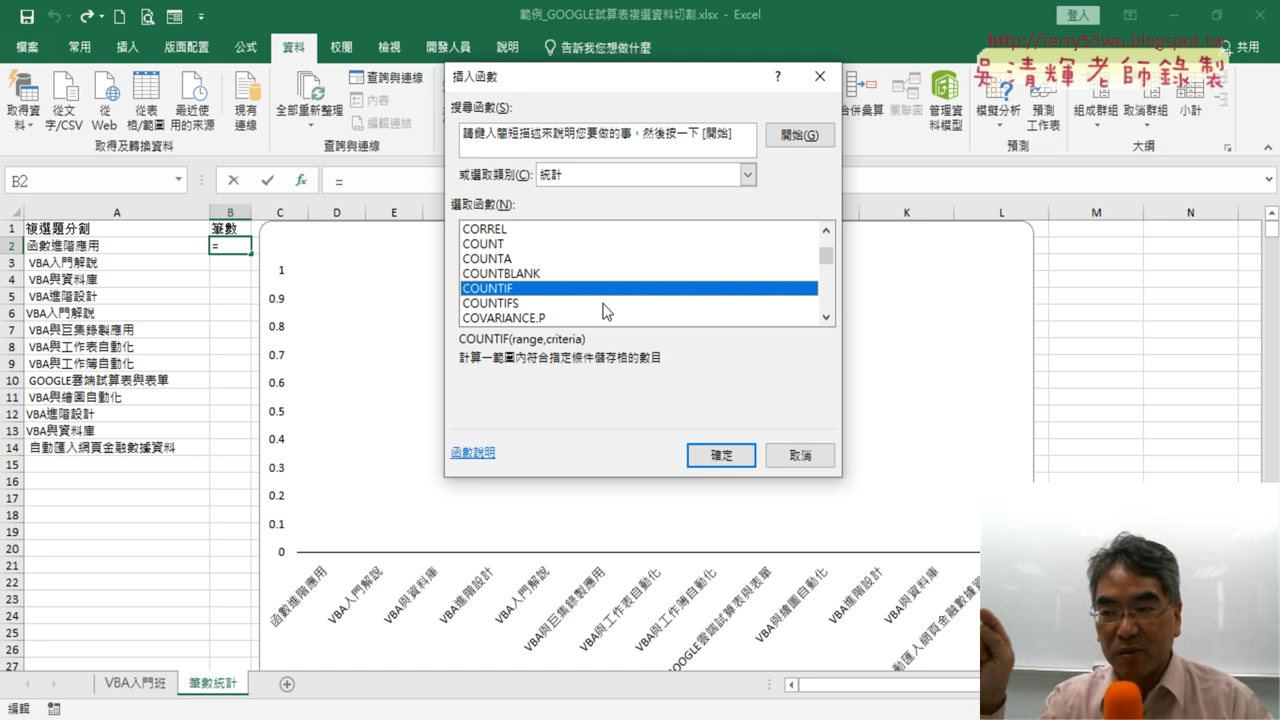 範例_GOOGLE試算表複選資料切割.xlsx - Excel
登入
檔案 常用 插入 版面配置 公式 資料 校閱 檢視 開發人員 說明 告訴我您想做什麼 共用
http://terry55wu.blogspot.tw
吳清輝老師錄製
取得資料 從文字/CSV 從 Web 從表格/範圍 最近使用的來源 現有連線
取得及轉換資料
全部重新整理 查詢與連線 內容 編輯連結
查詢與連線
合併彙算 關聯圖 管理資料模型
模擬分析 預測工作表
預測
組成群組 取消群組 小計
大綱
B2
=
插入函數
?
搜尋函數(S):
請鍵入簡短描述來說明您要做的事，然後按一下 [開始]
開始(G)
或選取類別(C): 統計
選取函數(N):
CORREL
COUNT
COUNTA
COUNTBLANK
COUNTIF
COUNTIFS
COVARIANCE.P
COUNTIF(range,criteria)
計算一範圍內符合指定條件儲存格的數目
函數說明
確定
取消
A B C D E K L M N
1 複選題分割 筆數
2 函數進階應用 =
3 VBA入門解說
4 VBA與資料庫
5 VBA進階設計
6 VBA入門解說
7 VBA與巨集錄製應用
8 VBA與工作表自動化
9 VBA與工作簿自動化
10 GOOGLE雲端試算表與表單
11 VBA與繪圖自動化
12 VBA進階設計
13 VBA與資料庫
14 自動匯入網頁金融數據資料
15
16
17
18
19
20
21
22
23
24
25
26
27
1
0.9
0.8
0.7
0.6
0.5
0.4
0.3
0.2
0.1
0
函數進階應用
VBA入門解說
VBA與資料庫
VBA進階設計
VBA入門解說
VBA與巨集錄製應用
VBA與工作表自動化
VBA與工作簿自動化
GOOGLE雲端試算表與表單
VBA與繪圖自動化
VBA進階設計
VBA與資料庫
動匯入網頁金融數據
VBA入門班 筆數統計
編輯